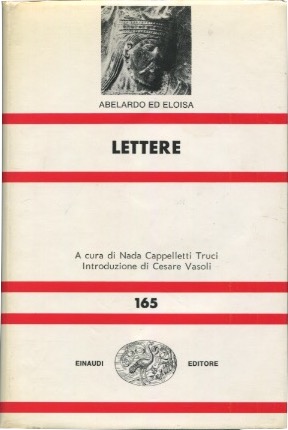 ABELARDO ED ELOISA
LETTERE
A cura di Nada Cappelletti Truci
Introduzione di Cesare Vasoli
165
EINAUDI EDITORE